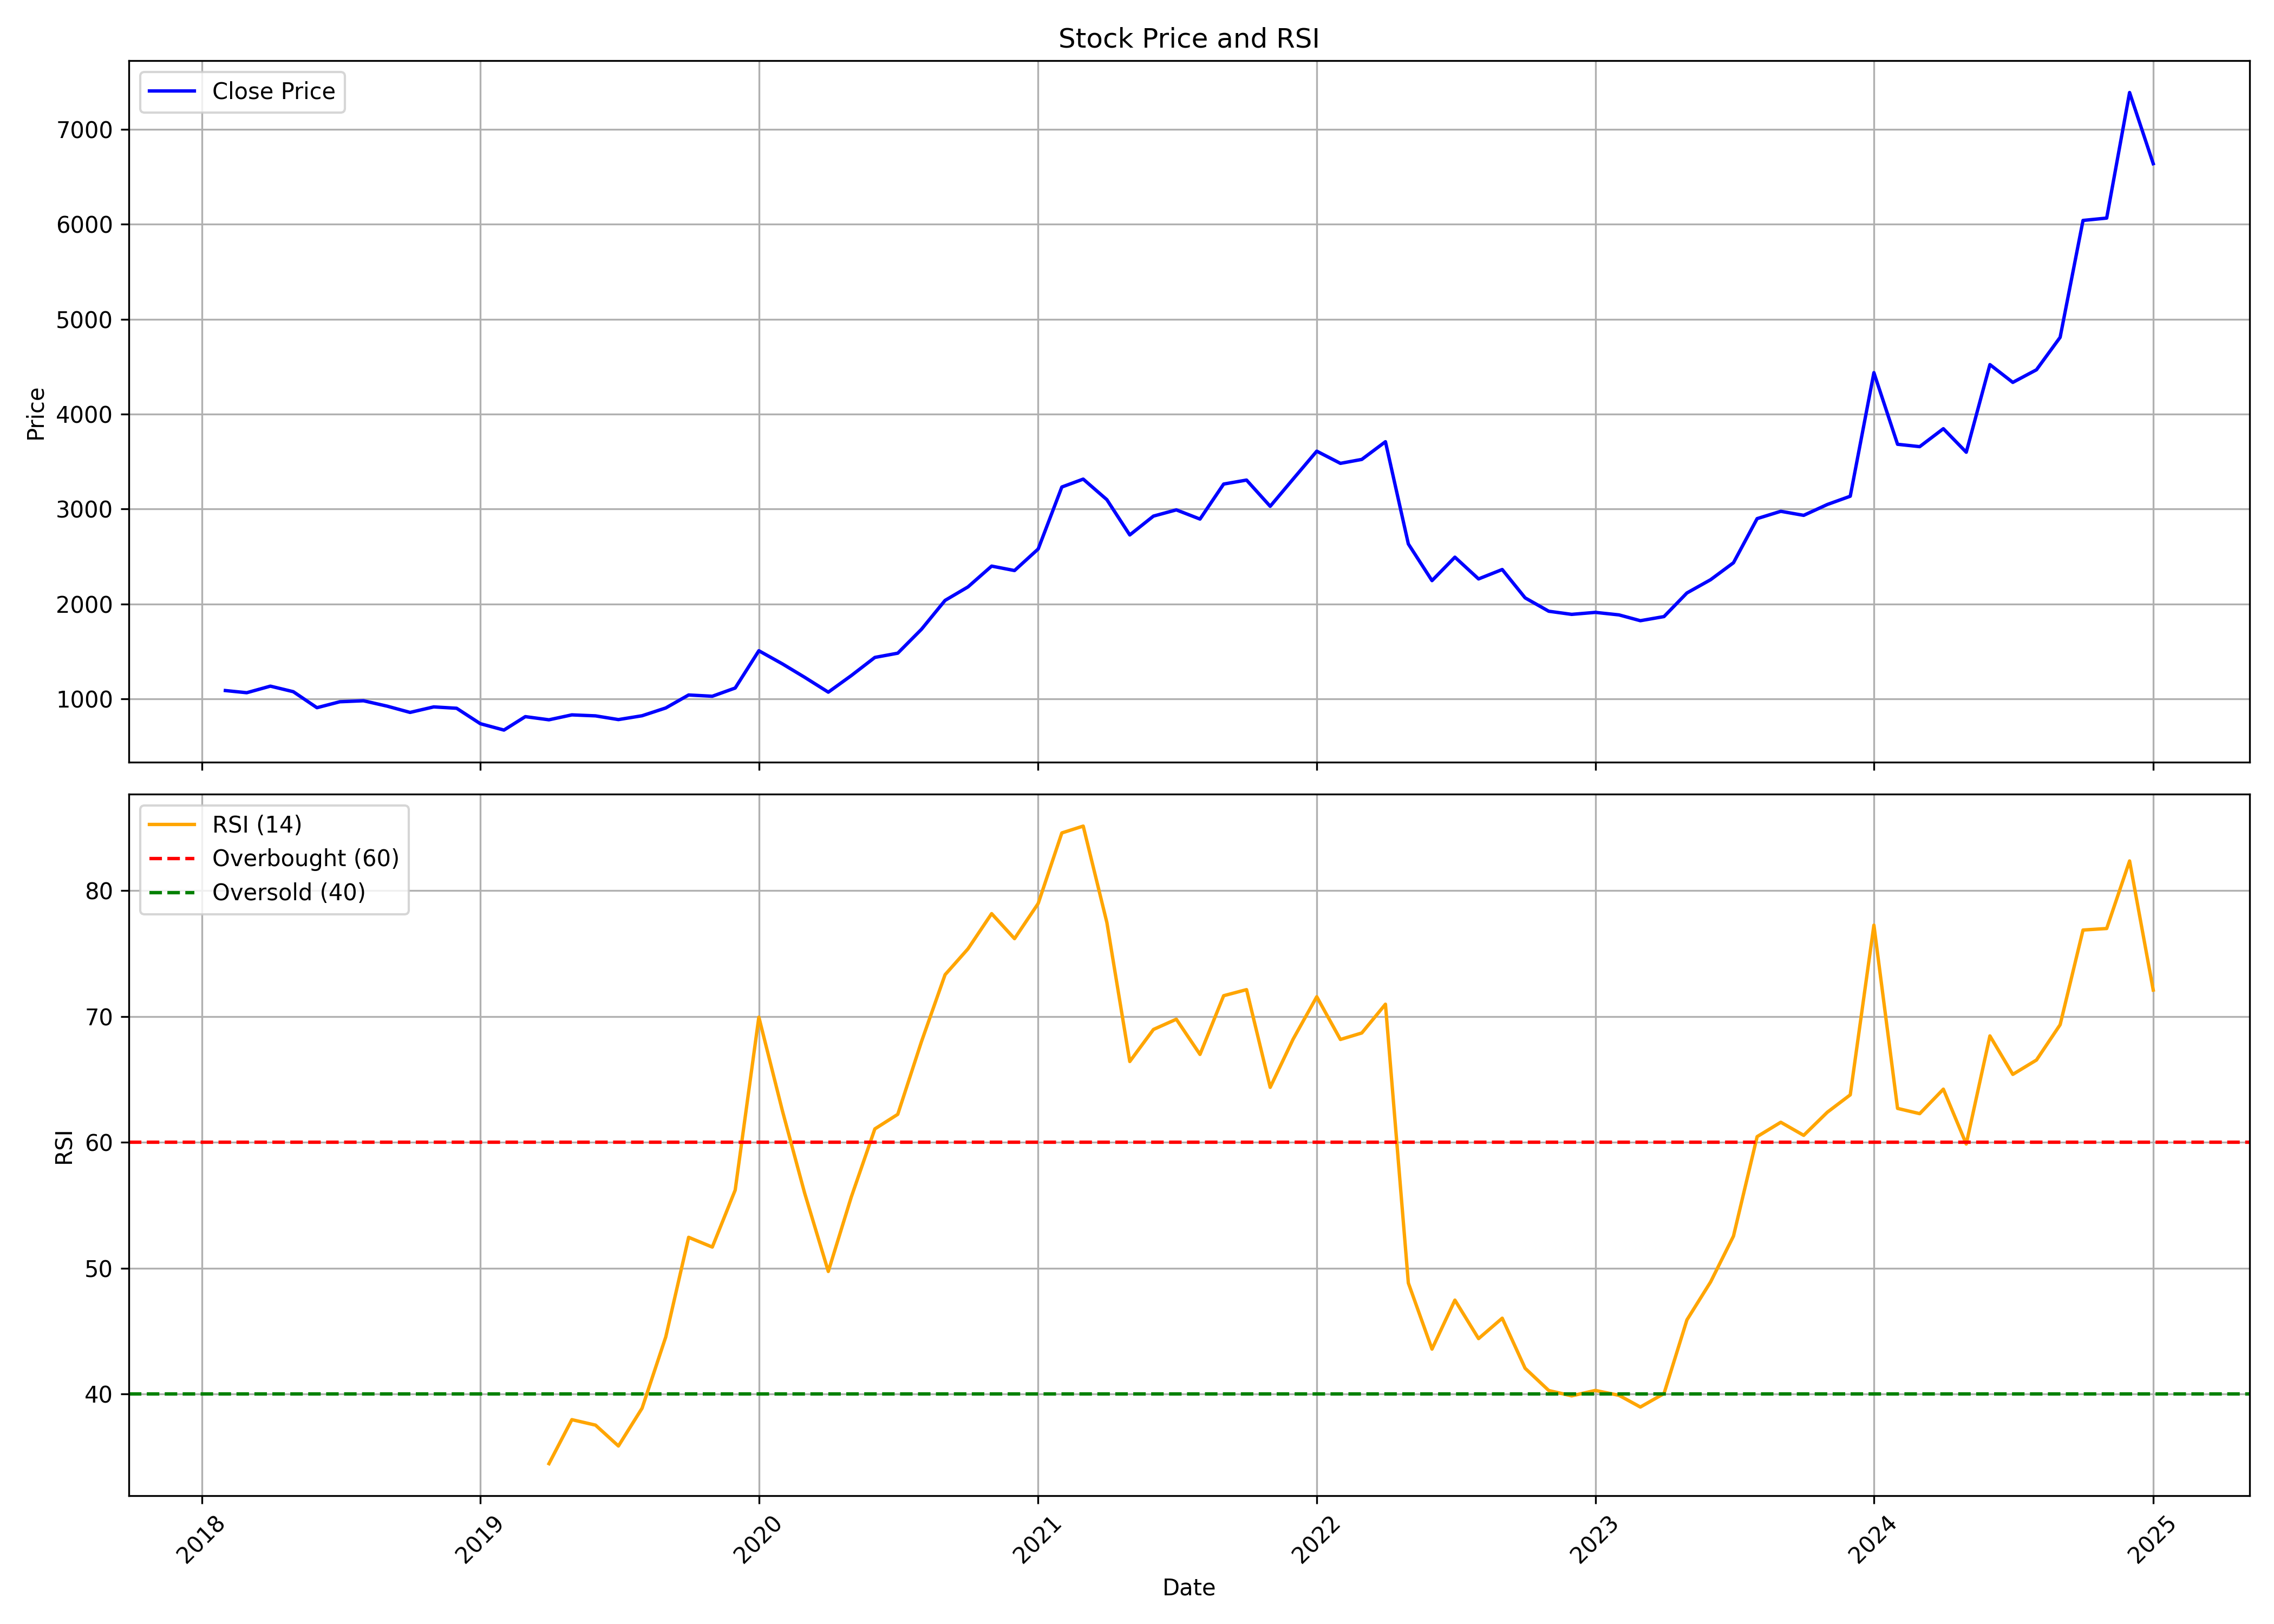 Stock Price and RSI
Close Price
7000
6000
5000
4000
3000
2000
1000
Price
RSI (14)
Overbought (60)
Oversold (40)
80
70
60
50
40
RSI
2018
2019
2020
2021
2022
2023
2024
2025
Date